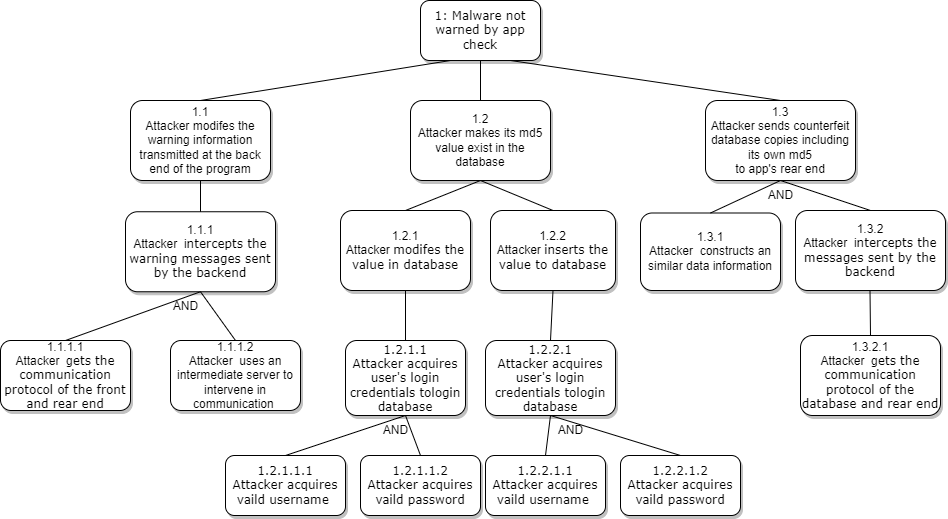 1: Malware not
warned by app
check
1.1
Attacker modifes the
warning information
transmitted at the back
end of the program
1.2
Attacker makes its md5
value exist in the
database
1.3
Attacker sends counterfeit
database copies including
its own md5
to app's rear end
AND
1.1.1
Attacker intercepts the
warning messages sent
by the backend
1.2.1
Attacker modifes the
value in database
1.2.2
Attacker inserts the
value to database
1.3.1
Attacker constructs an
similar data information
1.3.2
Attacker intercepts the
messages sent by the
backend
AND
1.1.1.1
Attacker gets the
communication
protocol of the front
and rear end
1.1.1.2
Attacker uses an
intermediate server to
intervene in
communication
1.2.1.1
Attacker acquires
user's login
credentials tologin
database
1.2.2.1
Attacker acquires
user's login
credentials tologin
database
1.3.2.1
Attacker gets the
communication
protocol of the
database and rear end
AND
AND
1.2.1.1.1
Attacker acquires
vaild username
1.2.1.1.2
Attacker acquires
vaild password
1.2.2.1.1
Attacker acquires
vaild username
1.2.2.1.2
Attacker acquires
vaild password